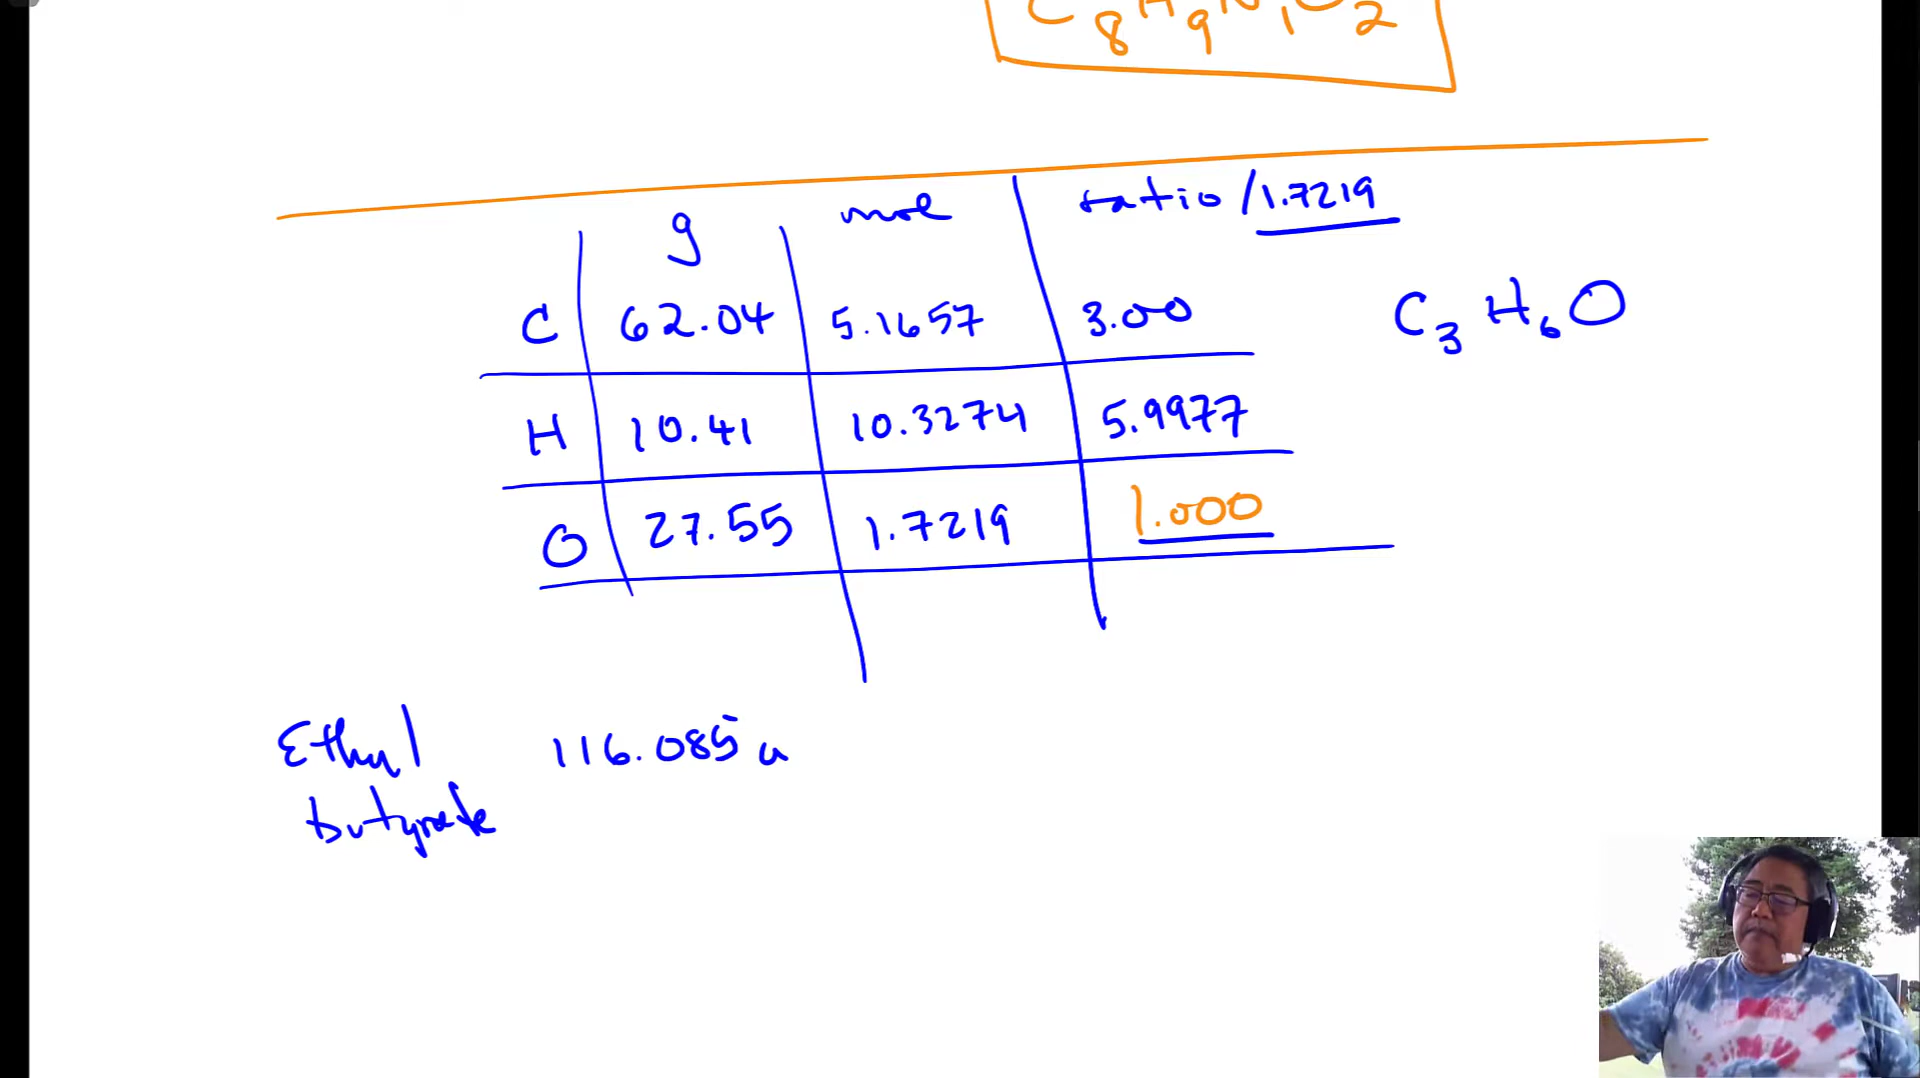 C8H9N1O2
g mol ratio /1.7219
C 62.04 5.1657 3.00 C3H6O
H 10.41 10.3274 5.9977
O 27.55 1.7219 1.000
Ethyl 116.085 u
butyrate